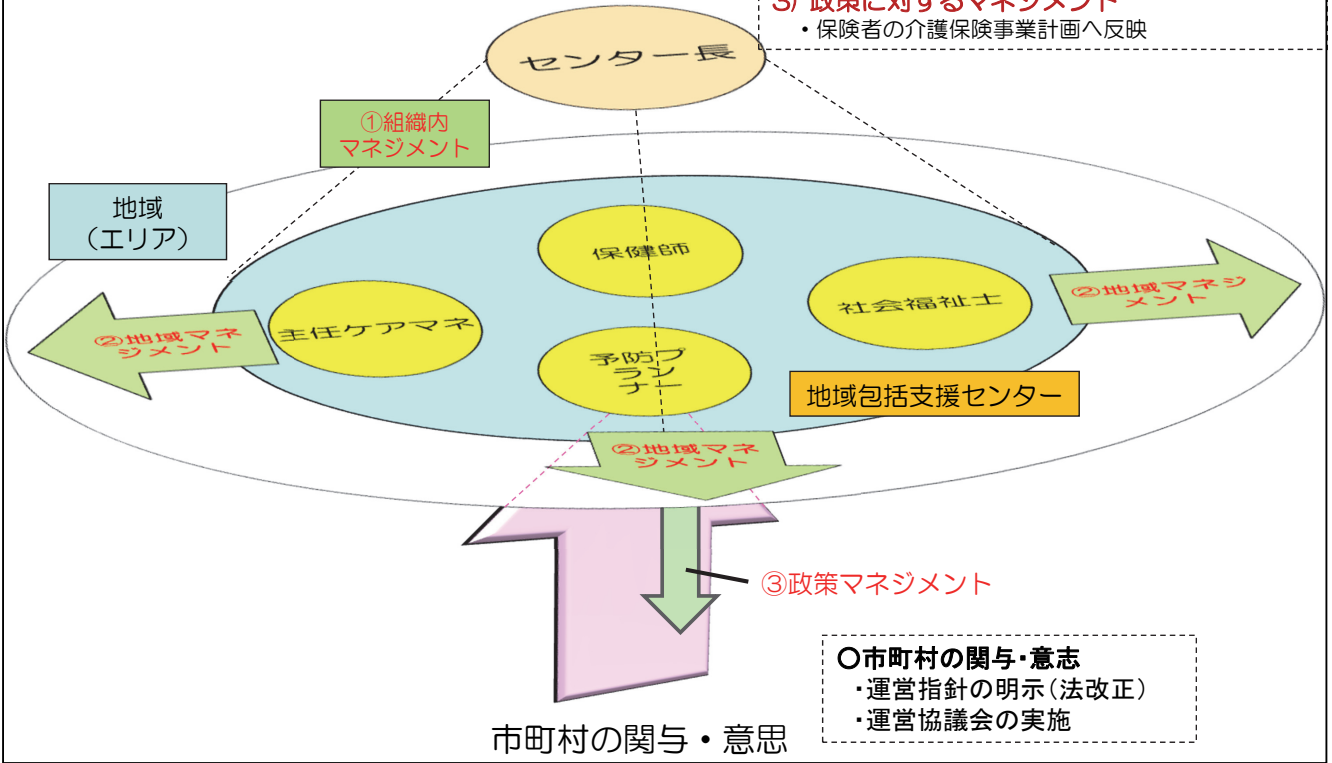 3)政策に対するマネジメント
・保険者の介護保険事業計画へ反映
センター長
①組織内
マネジメント
地域
(エリア)
保健師
社会福祉士
②地域マネジ
メント
主任ケアマネ
②地域マネ
ジメント
予防プ
ラン
ナー
地域包括支援センター
②地域マネ
ジメント
③政策マネジメント
〇市町村の関与・意志
・運営指針の明示(法改正)
・運営協議会の実施
市町村の関与・意思